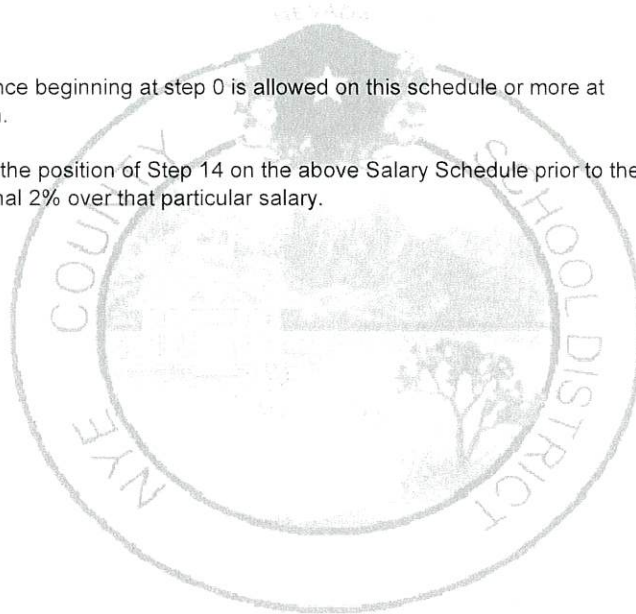 nce beginning at step 0 is allowed on this schedule or more at
.
the position of Step 14 on the above Salary Schedule prior to the
nal 2% over that particular salary.
NYE COUNTY SCHOOL DISTRICT